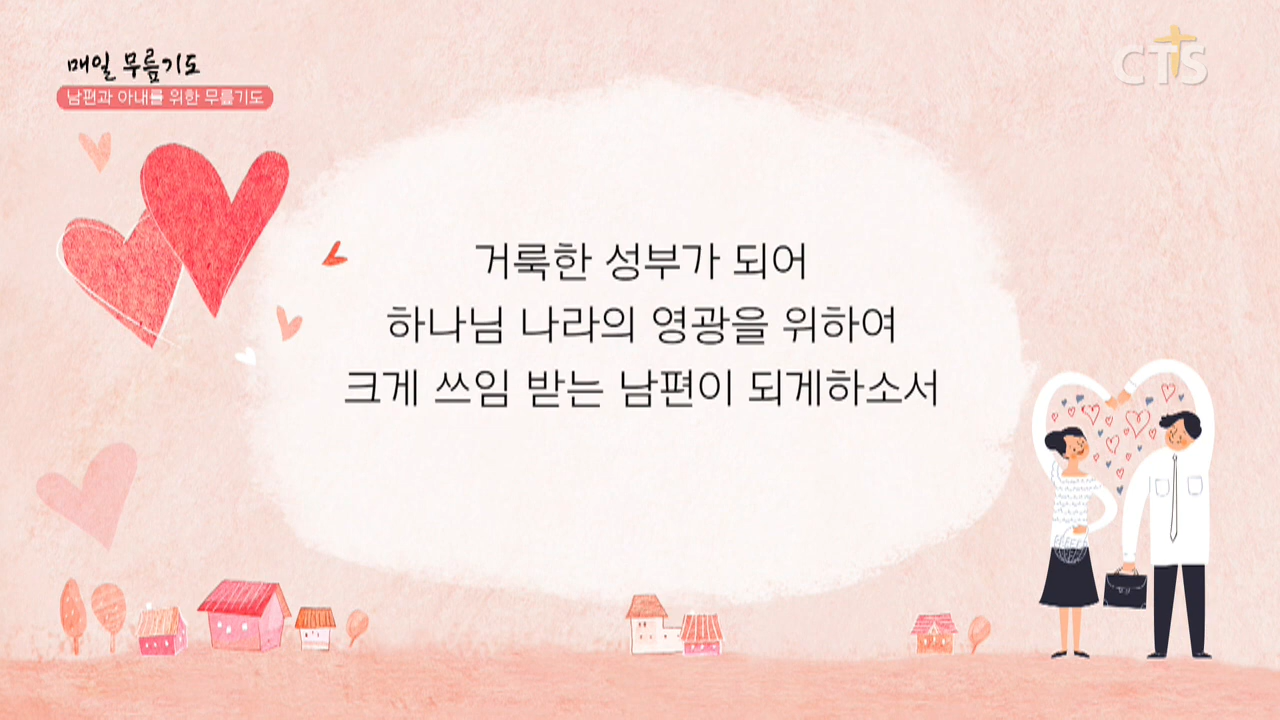 매일 무릎기도
남편과 아내를 위한 무릎기도
CTS
거룩한 성부가 되어
하나님 나라의 영광을 위하여
크게 쓰임 받는 남편이 되게하소서